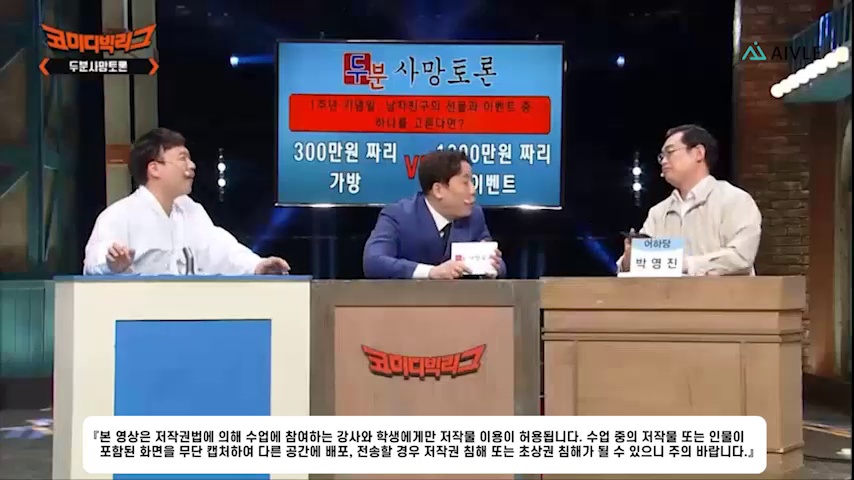 코미디빅리그
두분사망토론
AIVLE
두분 사망토론
1주년 기념일, 남자친구의 선물과 이벤트 중
하나를 고른다면?
300만원 짜리
가방
VS
만원 짜리
이벤트
어하당
박영진
사망토론
코미디빅리그
『본 영상은 저작권법에 의해 수업에 참여하는 강사와 학생에게만 저작물 이용이 허용됩니다. 수업 중의 저작물 또는 인물이
포함된 화면을 무단 캡처하여 다른 공간에 배포, 전송할 경우 저작권 침해 또는 초상권 침해가 될 수 있으니 주의 바랍니다.』